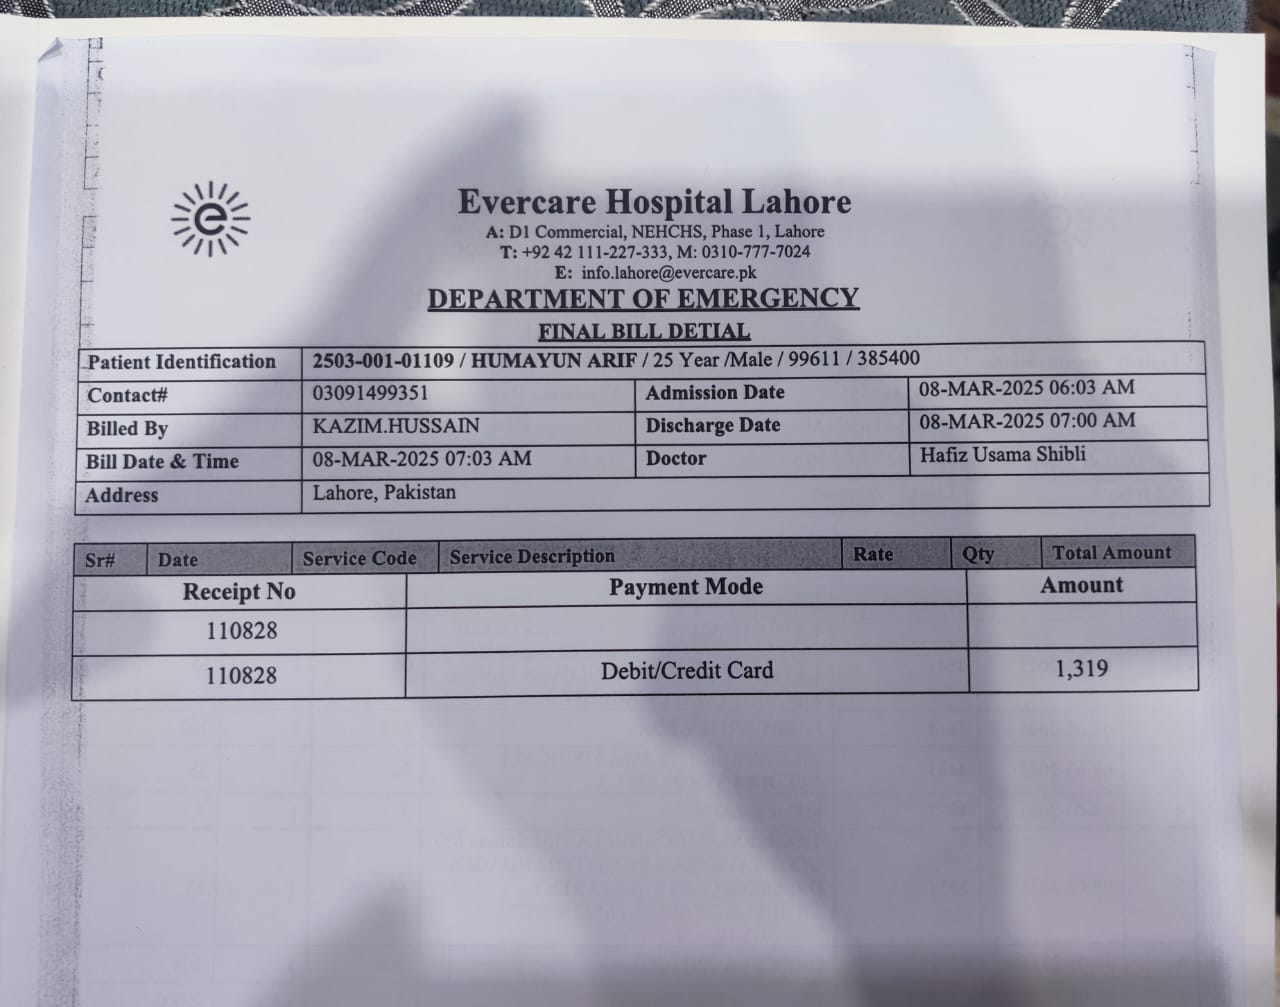 e
Evercare Hospital Lahore
A: D1 Commercial, NEHCHS, Phase 1, Lahore
T: +92 42 111-227-333, M: 0310-777-7024
E: info.lahore@evercare.pk
DEPARTMENT OF EMERGENCY
FINAL BILL DETIAL
Patient Identification 2503-001-01109 / HUMAYUN ARIF / 25 Year /Male / 99611 / 385400
Contact# 03091499351 Admission Date 08-MAR-2025 06:03 AM
Billed By KAZIM.HUSSAIN Discharge Date 08-MAR-2025 07:00 AM
Bill Date & Time 08-MAR-2025 07:03 AM Doctor Hafiz Usama Shibli
Address Lahore, Pakistan
Sr# Date Service Code Service Description Rate Qty Total Amount
Receipt No Payment Mode Amount
110828
110828 Debit/Credit Card 1,319